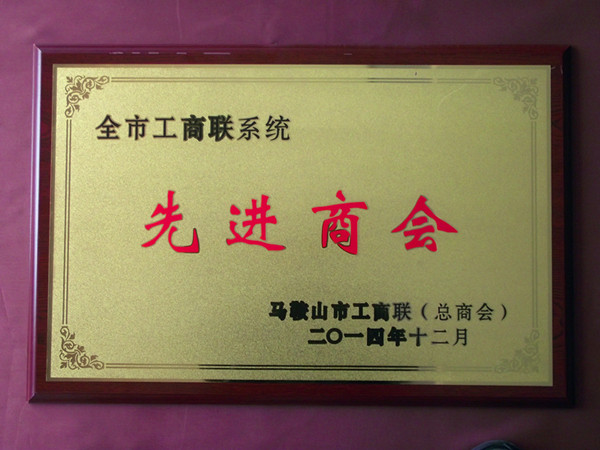 全市工商联系统
先进商会
马鞍山市工商联（总商会）
二〇一四年十二月